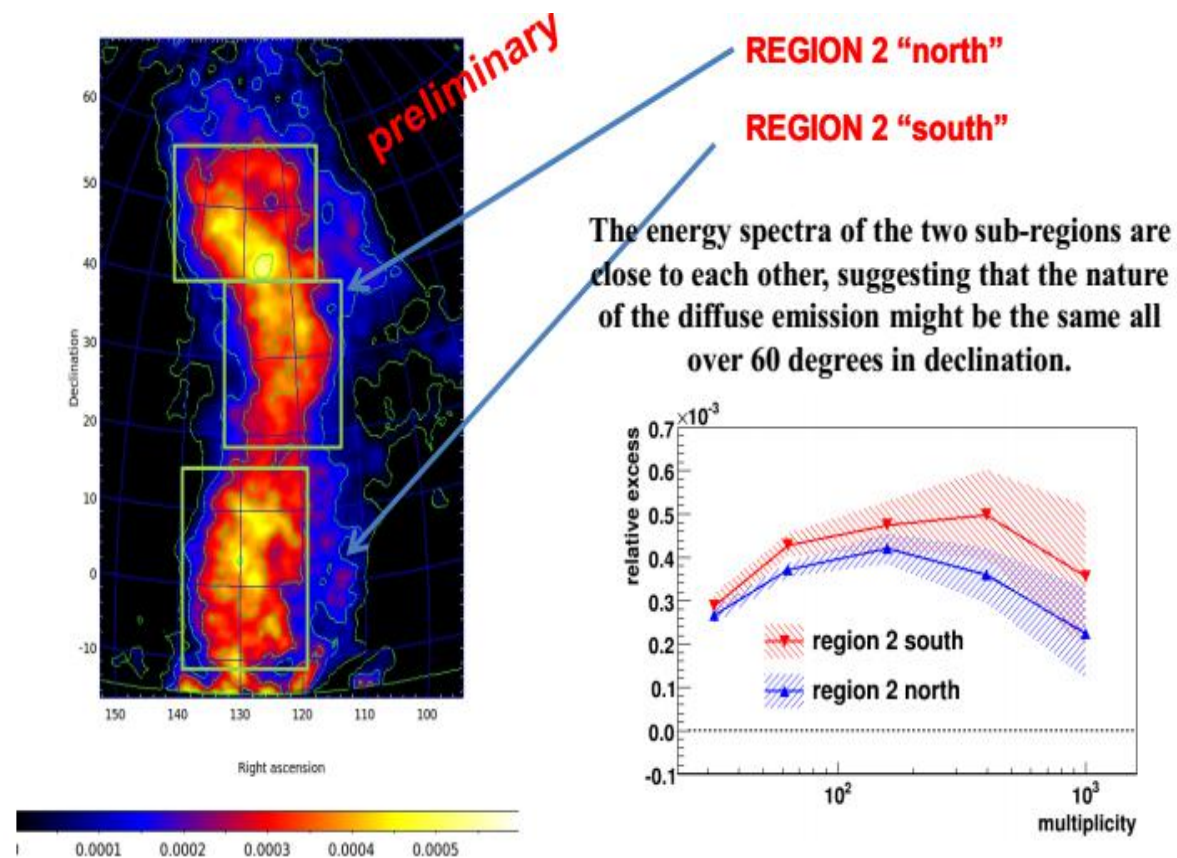 preliminary
REGION 2 “north”
REGION 2 “south”
The energy spectra of the two sub-regions are
close to each other, suggesting that the nature
of the diffuse emission might be the same all
over 60 degrees in declination.
60
50
40
30
20
10
0
-10
Declination
150 140 130 120 110 100
Right ascension
0.0001 0.0002 0.0003 0.0004 0.0005
×10⁻³
0.7
0.6
0.5
0.4
0.3
0.2
0.1
0.0
-0.1
relative excess
region 2 south
region 2 north
10² 10³
multiplicity